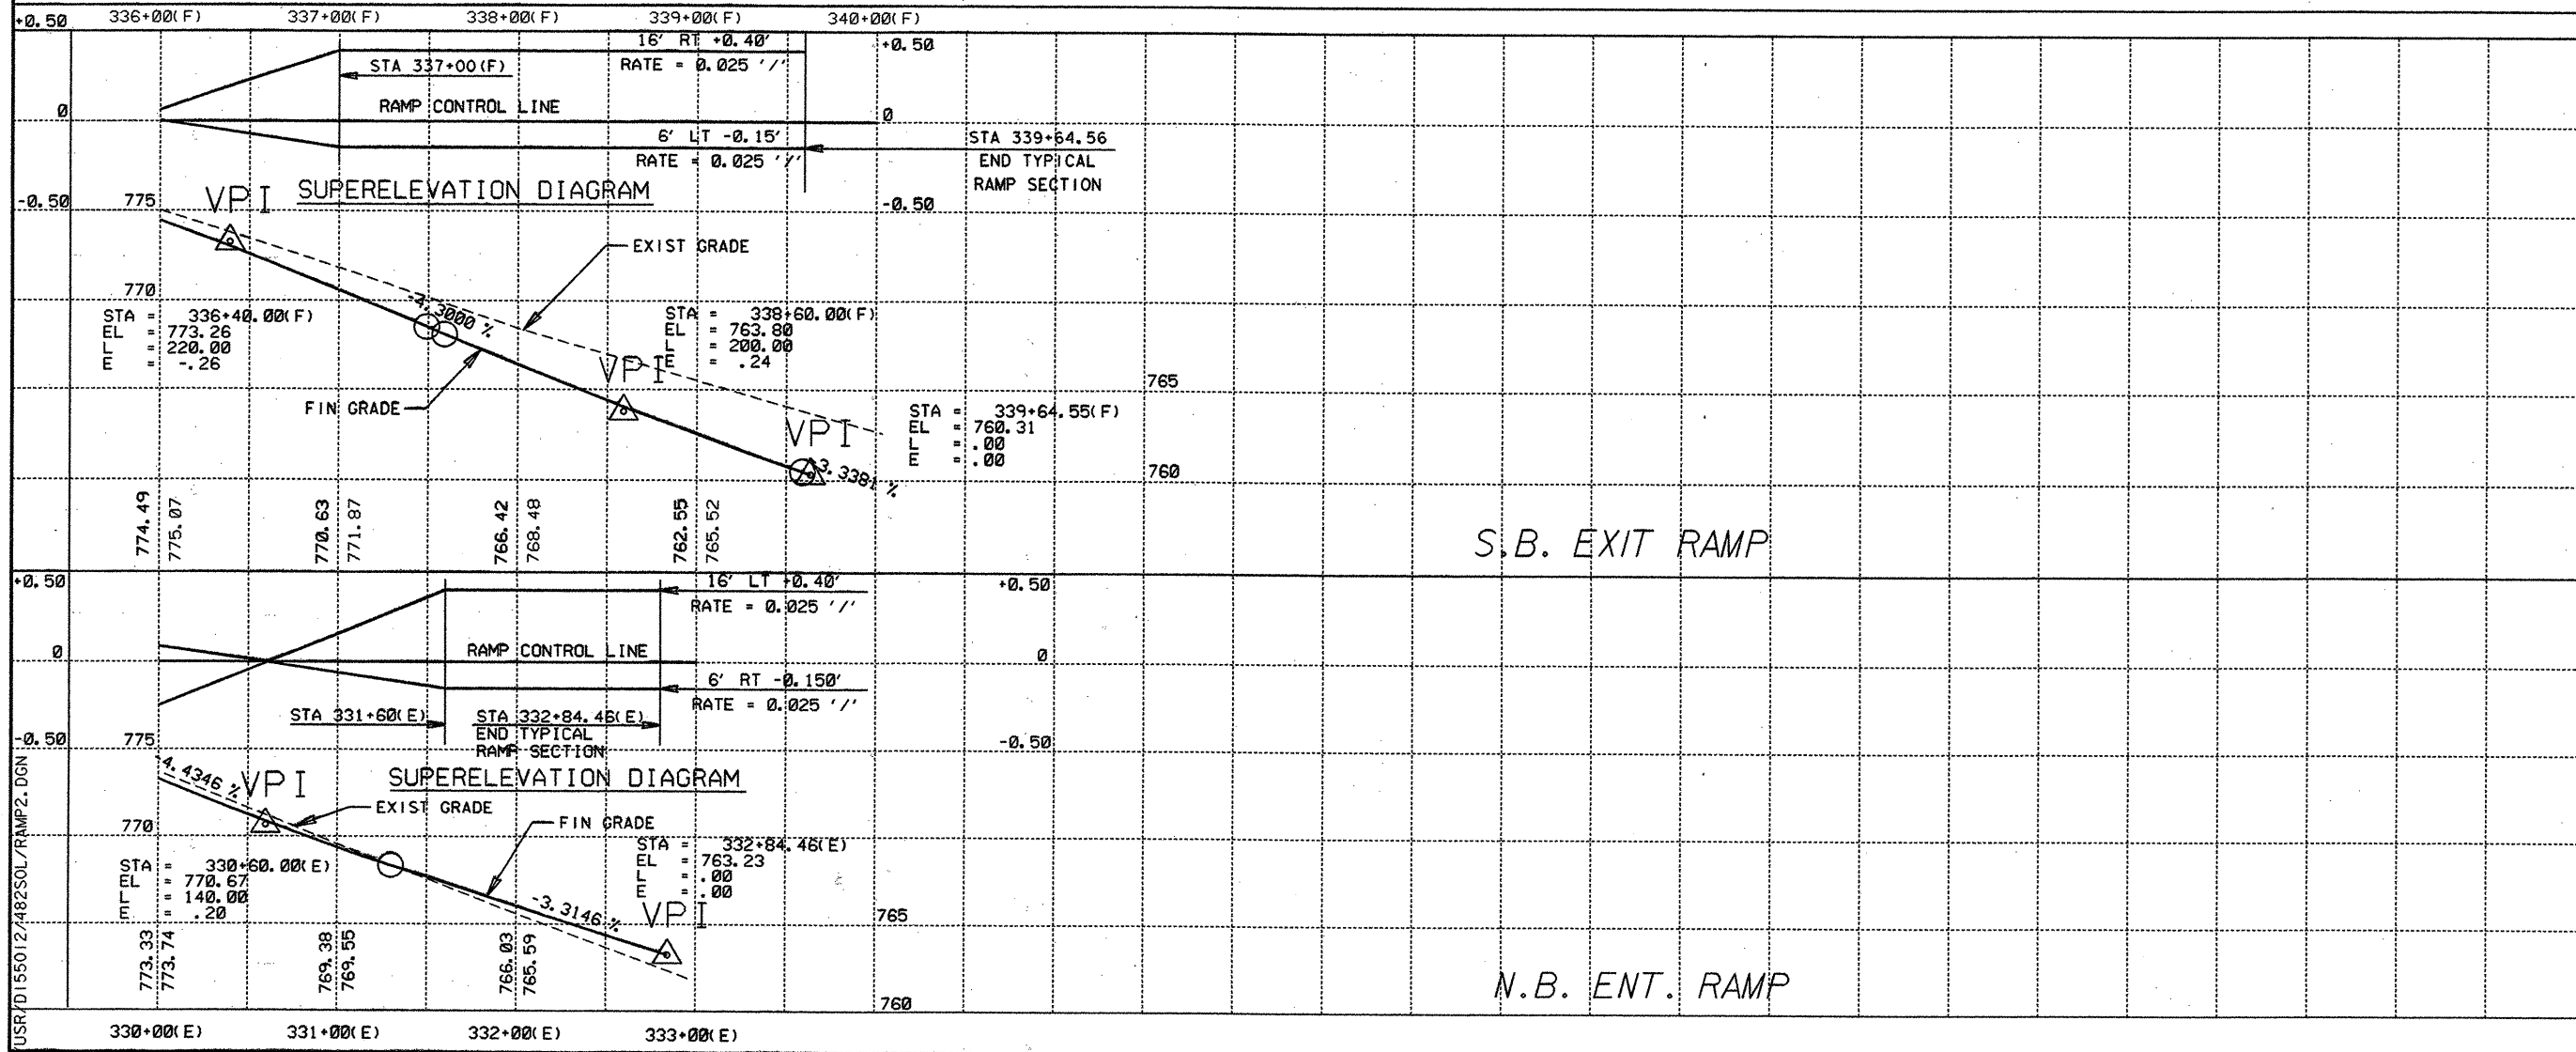 336+00(F) 337+00(F) 338+00(F) 339+00(F) 340+00(F)
+0.50
16' RT +0.40'
+0.50
STA 337+00(F)
RATE = 0.025 '/'
RAMP CONTROL LINE
0
0
6' LT -0.15'
STA 339+64.56
RATE = 0.025 '/'
END TYPICAL
RAMP SECTION
VPI
SUPERELEVATION DIAGRAM
-0.50
775
-0.50
EXIST GRADE
770
-4.3000 %
STA = 336+40.00(F)
EL = 773.26
L = 220.00
E = -.26
STA = 338+60.00(F)
EL = 763.80
L = 200.00
E = .24
VPI
765
FIN GRADE
STA = 339+64.55(F)
EL = 760.31
L = .00
E = .00
VPI
-3.3381 %
760
774.49
775.07
770.63
771.87
766.42
768.48
762.55
765.52
S.B. EXIT RAMP
+0.50
16' LT +0.40'
+0.50
RATE = 0.025 '/'
0
RAMP CONTROL LINE
0
6' RT -0.150'
RATE = 0.025 '/'
STA 331+60(E)
STA 332+84.46(E)
END TYPICAL
RAMP SECTION
-0.50
775
-0.50
-4.4346 %
VPI
SUPERELEVATION DIAGRAM
EXIST GRADE
770
FIN GRADE
STA = 330+60.00(E)
EL = 770.67
L = 140.00
E = .20
STA = 332+84.46(E)
EL = 763.23
L = .00
E = .00
-3.3146 %
VPI
765
773.33
773.74
769.38
769.55
766.03
765.59
N.B. ENT. RAMP
760
330+00(E) 331+00(E) 332+00(E) 333+00(E)
/USR/D155012/482SOL/RAMP2.DGN